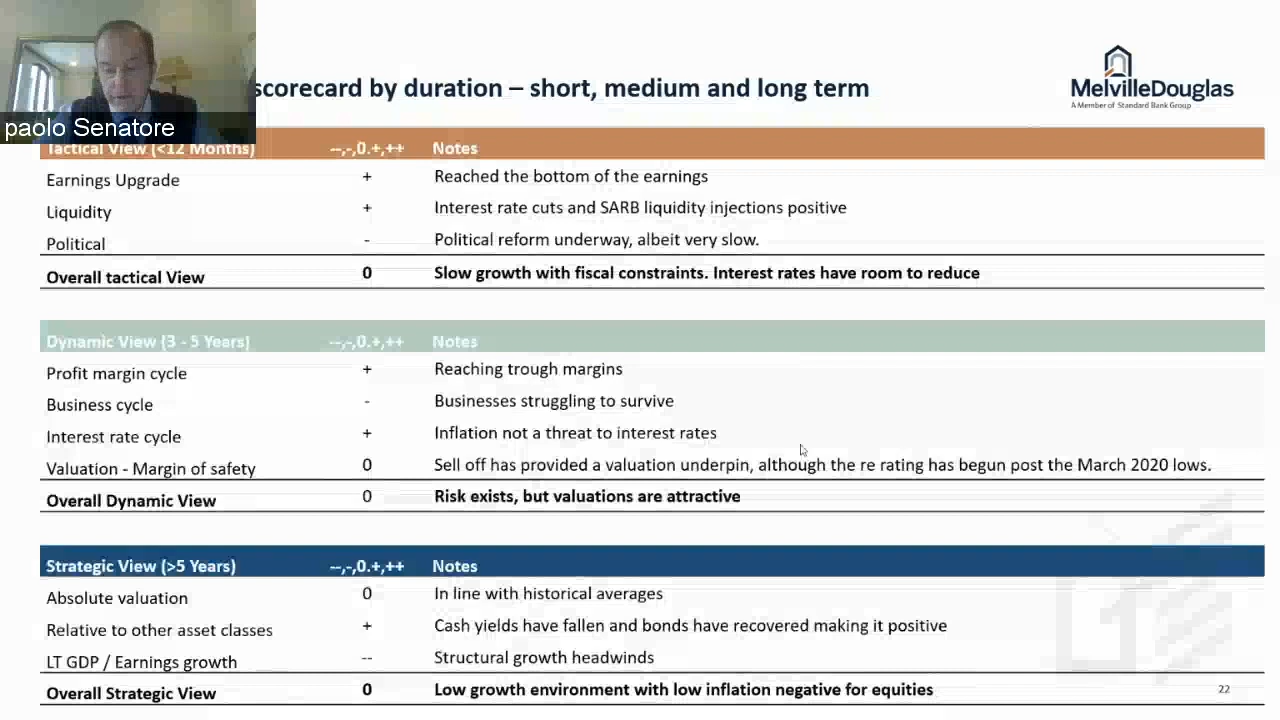 paolo Senatore
scorecard by duration – short, medium and long term
MelvilleDouglas
A Member of Standard Bank Group
Tactical View (<12 Months) --,-,0.+,++ Notes
Earnings Upgrade + Reached the bottom of the earnings
Liquidity + Interest rate cuts and SARB liquidity injections positive
Political - Political reform underway, albeit very slow.
Overall tactical View 0 Slow growth with fiscal constraints. Interest rates have room to reduce
Dynamic View (3 - 5 Years) --,-,0.+,++ Notes
Profit margin cycle + Reaching trough margins
Business cycle - Businesses struggling to survive
Interest rate cycle + Inflation not a threat to interest rates
Valuation - Margin of safety 0 Sell off has provided a valuation underpin, although the re rating has begun post the March 2020 lows.
Overall Dynamic View 0 Risk exists, but valuations are attractive
Strategic View (>5 Years) --,-,0.+,++ Notes
Absolute valuation 0 In line with historical averages
Relative to other asset classes + Cash yields have fallen and bonds have recovered making it positive
LT GDP / Earnings growth -- Structural growth headwinds
Overall Strategic View 0 Low growth environment with low inflation negative for equities
22